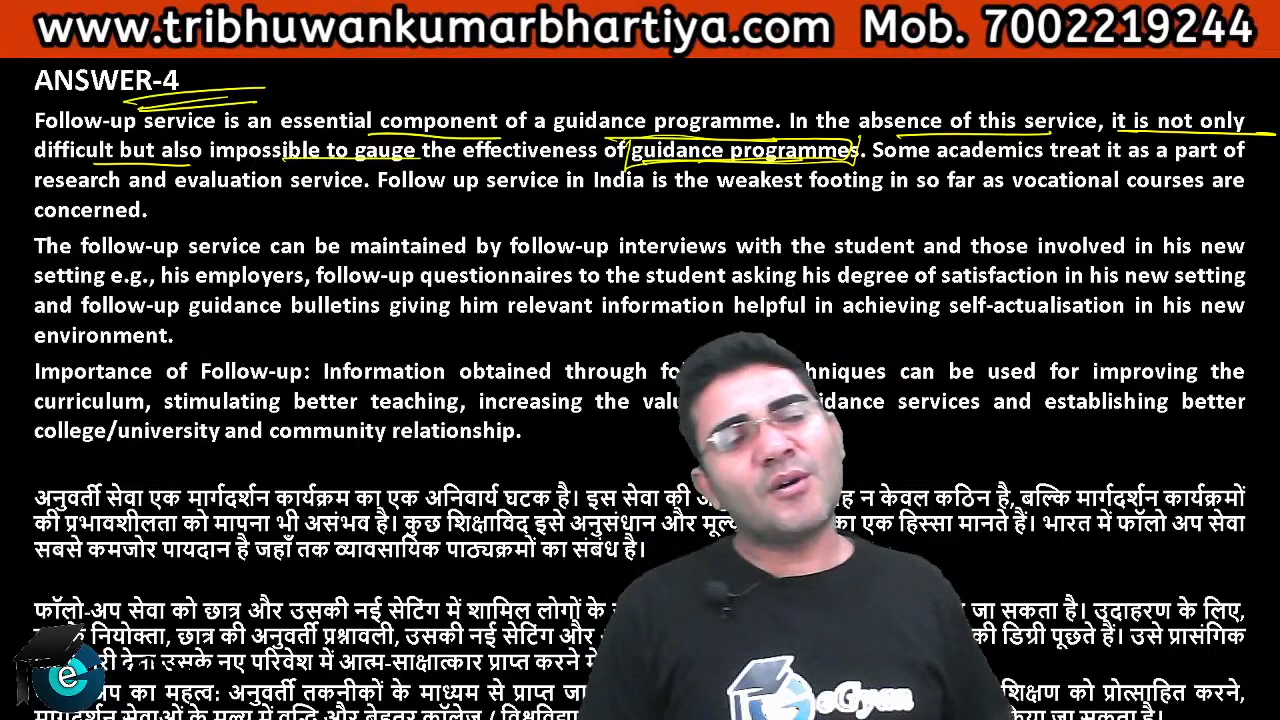 www.tribhuwankumarbhartiya.com Mob. 7002219244
ANSWER-4
Follow-up service is an essential component of a guidance programme. In the absence of this service, it is not only
difficult but also impossible to gauge the effectiveness of guidance programmes. Some academics treat it as a part of
research and evaluation service. Follow up service in India is the weakest footing in so far as vocational courses are
concerned.
The follow-up service can be maintained by follow-up interviews with the student and those involved in his new
setting e.g., his employers, follow-up questionnaires to the student asking his degree of satisfaction in his new setting
and follow-up guidance bulletins giving him relevant information helpful in achieving self-actualisation in his new
environment.
Importance of Follow-up: Information obtained through can be used for improving the
curriculum, stimulating better teaching, increasing the services and establishing better
college/university and community relationship.
अनुवर्ती सेवा एक मार्गदर्शन कार्यक्रम का एक अनिवार्य घटक है। इस सेवा की न केवल कठिन है, बल्कि मार्गदर्शन कार्यक्रमों
की प्रभावशीलता को मापना भी असंभव है। कुछ शिक्षाविद् इसे अनुसंधान और का एक हिस्सा मानते हैं। भारत में फॉलो अप सेवा
सबसे कमजोर पायदान है जहाँ तक व्यावसायिक पाठ्यक्रमों का संबंध है।
फॉलो-अप सेवा को छात्र और उसकी नई सेटिंग में शामिल लोगों के जा सकता है। उदाहरण के लिए,
नियोक्ता, छात्र की अनुवर्ती प्रश्नावली, उसकी नई सेटिंग और की डिग्री पूछते हैं। उसे प्रासंगिक
देना उसके नए परिवेश में आत्म-साक्षात्कार प्राप्त करने
का महत्व: अनुवर्ती तकनीकों के माध्यम से प्राप्त शिक्षण को प्रोत्साहित करने,
मार्गदर्शन सेवाओं के मूल्य में वृद्धि और बेहतर कॉलेज / जा सकता है।
e
eGyan